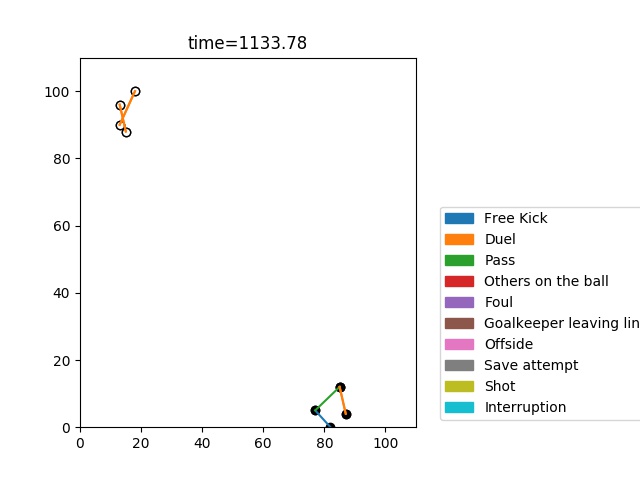 time=1133.78
100
80
60
40
20
0
0 20 40 60 80 100
Free Kick
Duel
Pass
Others on the ball
Foul
Goalkeeper leaving lin
Offside
Save attempt
Shot
Interruption